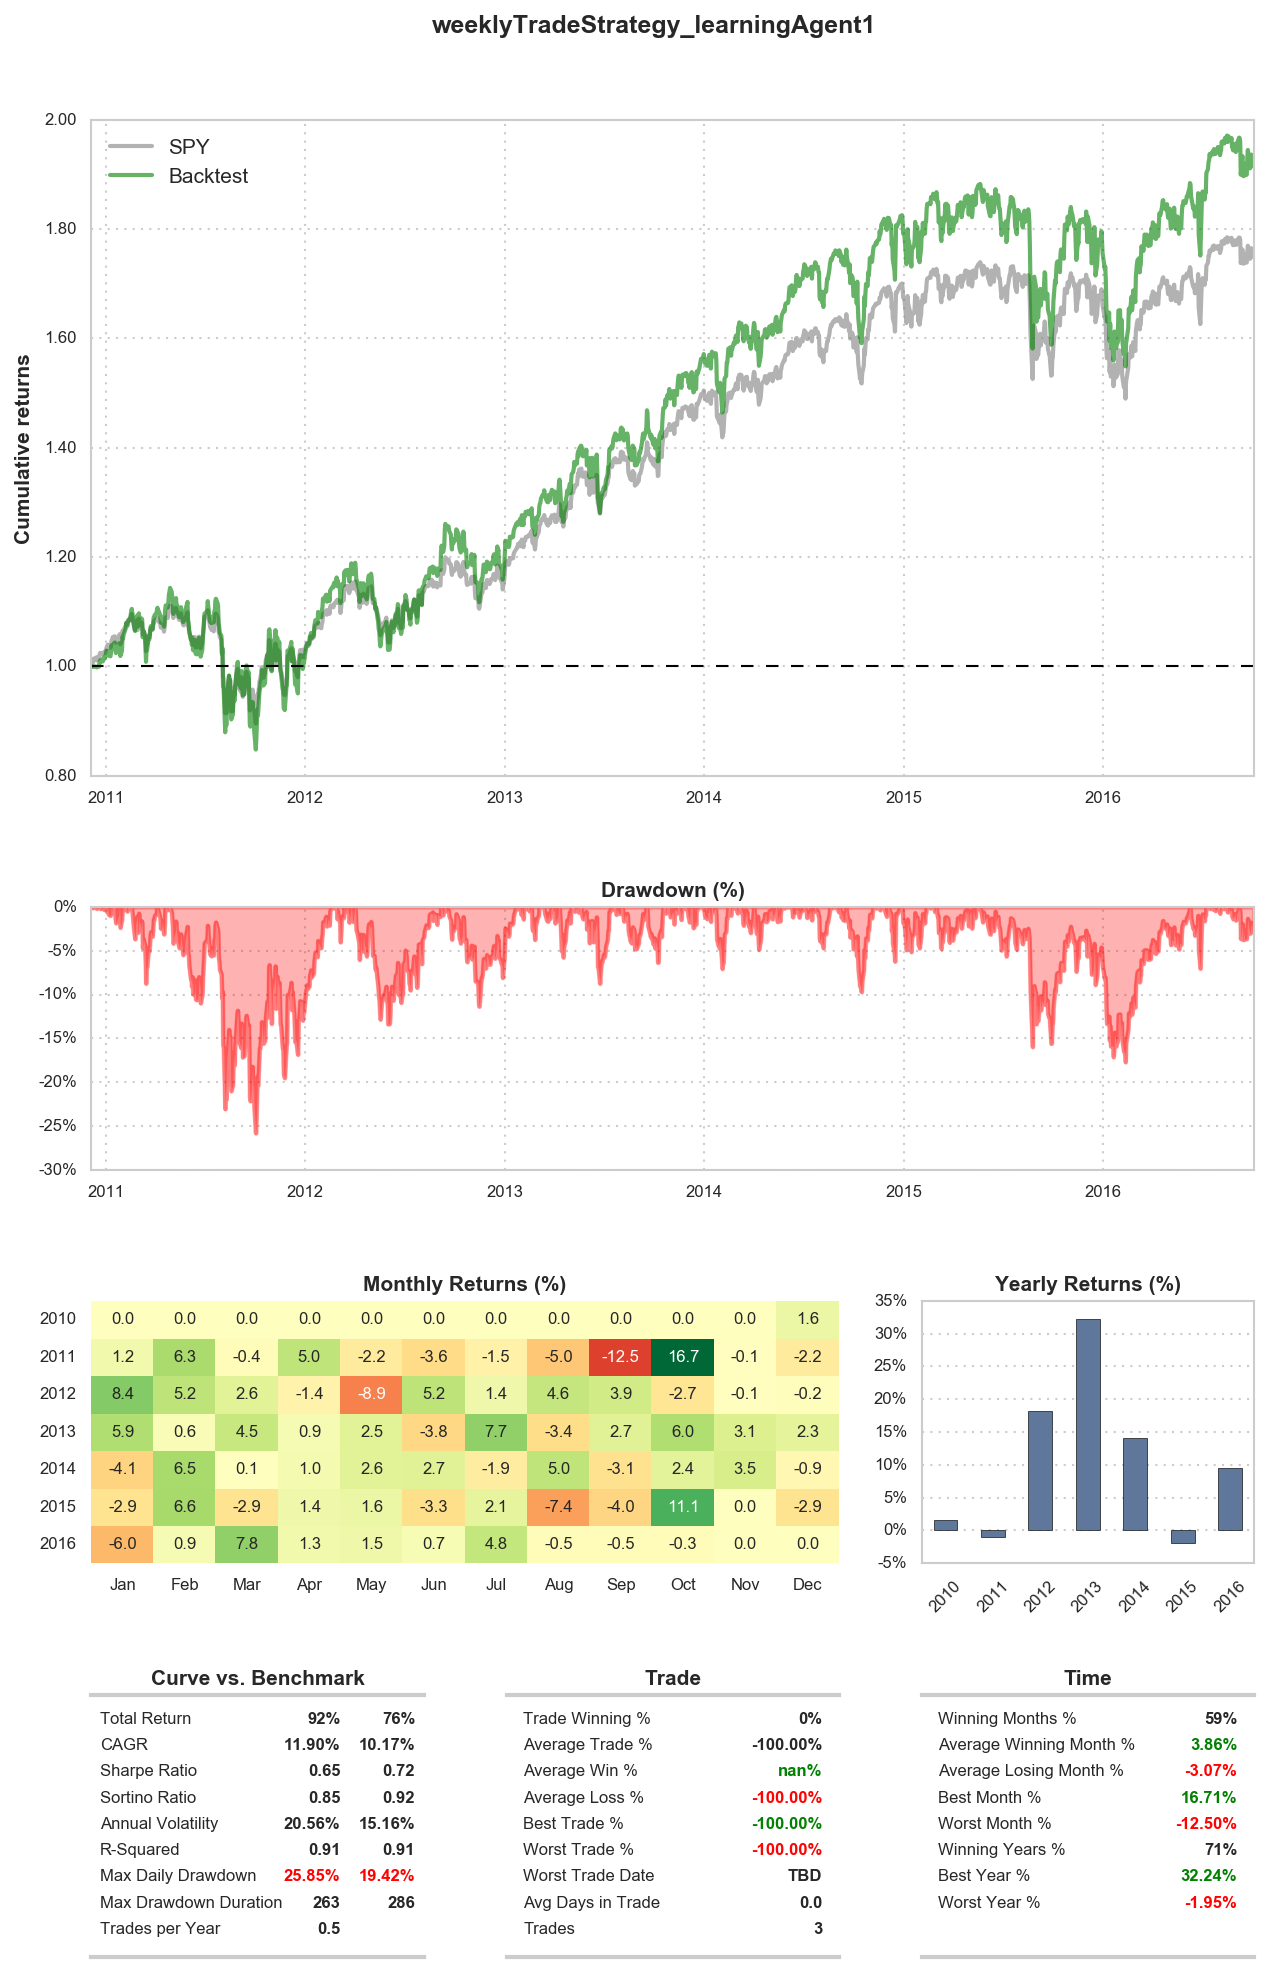 weeklyTradeStrategy_learningAgent1
2.00
SPY
Backtest
1.80
1.60
1.40
1.20
1.00
0.80
Cumulative returns
2011 2012 2013 2014 2015 2016
Drawdown (%)
0%
-5%
-10%
-15%
-20%
-25%
-30%
2011 2012 2013 2014 2015 2016
Monthly Returns (%)
2010 0.0 0.0 0.0 0.0 0.0 0.0 0.0 0.0 0.0 0.0 0.0 1.6
2011 1.2 6.3 -0.4 5.0 -2.2 -3.6 -1.5 -5.0 -12.5 16.7 -0.1 -2.2
2012 8.4 5.2 2.6 -1.4 -8.9 5.2 1.4 4.6 3.9 -2.7 -0.1 -0.2
2013 5.9 0.6 4.5 0.9 2.5 -3.8 7.7 -3.4 2.7 6.0 3.1 2.3
2014 -4.1 6.5 0.1 1.0 2.6 2.7 -1.9 5.0 -3.1 2.4 3.5 -0.9
2015 -2.9 6.6 -2.9 1.4 1.6 -3.3 2.1 -7.4 -4.0 11.1 0.0 -2.9
2016 -6.0 0.9 7.8 1.3 1.5 0.7 4.8 -0.5 -0.5 -0.3 0.0 0.0
Jan Feb Mar Apr May Jun Jul Aug Sep Oct Nov Dec
Yearly Returns (%)
35%
30%
25%
20%
15%
10%
5%
0%
-5%
2010 2011 2012 2013 2014 2015 2016
Curve vs. Benchmark
Total Return 92% 76%
CAGR 11.90% 10.17%
Sharpe Ratio 0.65 0.72
Sortino Ratio 0.85 0.92
Annual Volatility 20.56% 15.16%
R-Squared 0.91 0.91
Max Daily Drawdown 25.85% 19.42%
Max Drawdown Duration 263 286
Trades per Year 0.5
Trade
Trade Winning % 0%
Average Trade % -100.00%
Average Win % nan%
Average Loss % -100.00%
Best Trade % -100.00%
Worst Trade % -100.00%
Worst Trade Date TBD
Avg Days in Trade 0.0
Trades 3
Time
Winning Months % 59%
Average Winning Month % 3.86%
Average Losing Month % -3.07%
Best Month % 16.71%
Worst Month % -12.50%
Winning Years % 71%
Best Year % 32.24%
Worst Year % -1.95%